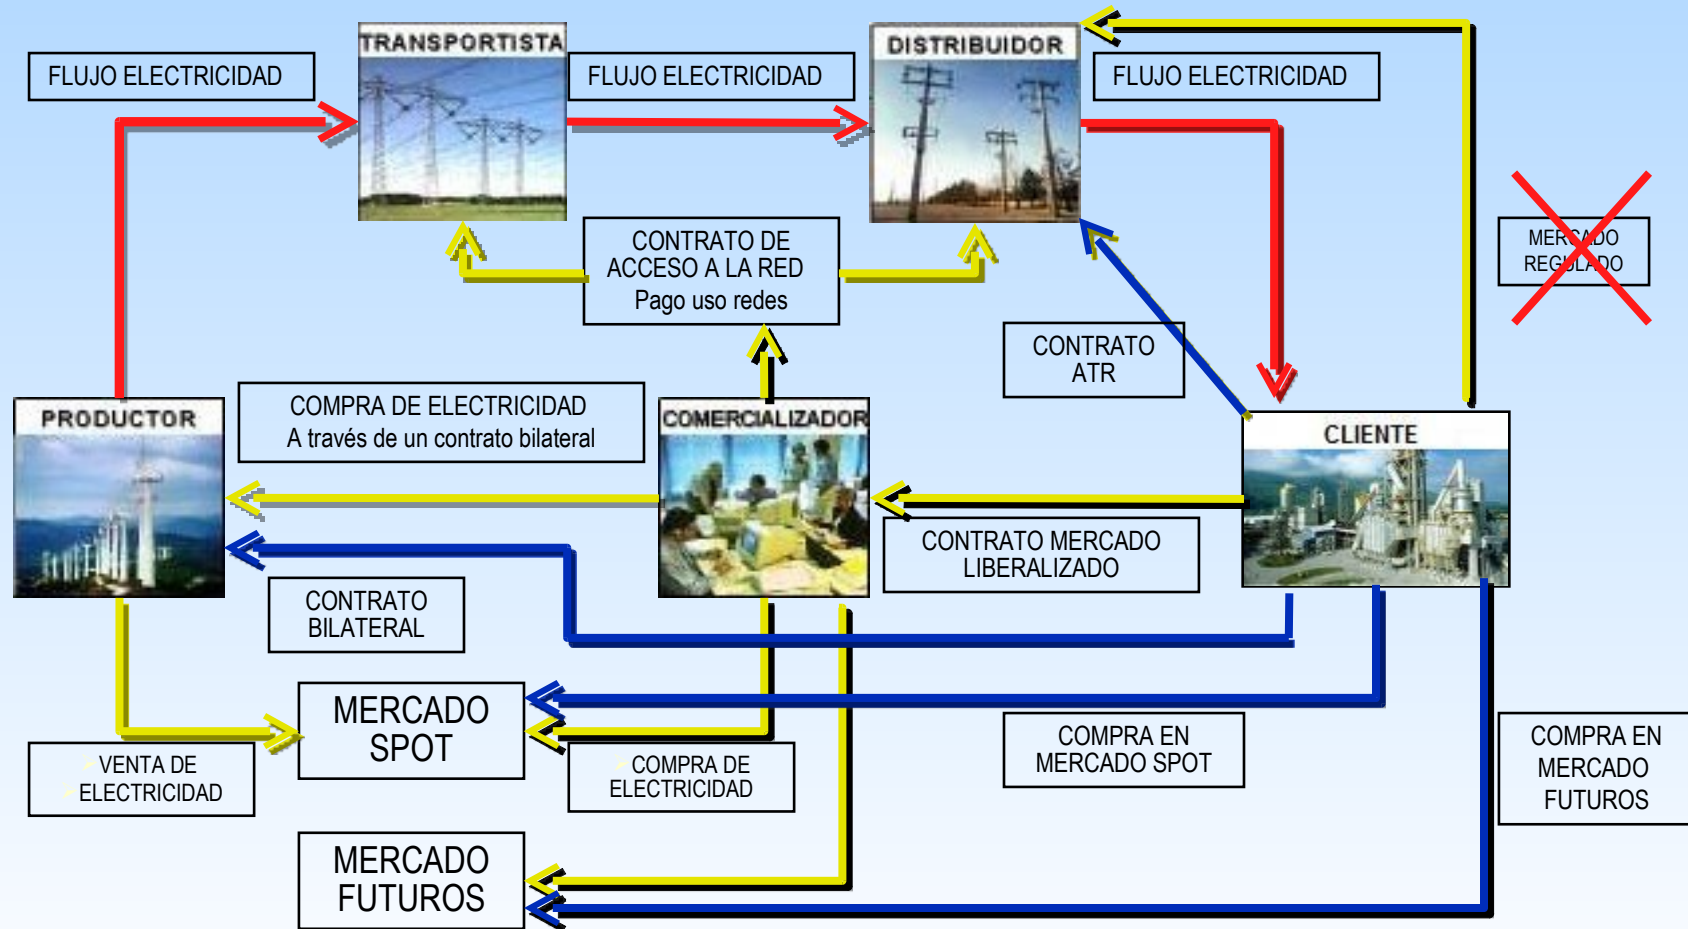 TRANSPORTISTA
DISTRIBUIDOR
FLUJO ELECTRICIDAD
FLUJO ELECTRICIDAD
FLUJO ELECTRICIDAD
CONTRATO DE
ACCESO A LA RED
Pago uso redes
MERCADO
REGULADO
CONTRATO
ATR
COMPRA DE ELECTRICIDAD
A través de un contrato bilateral
PRODUCTOR
COMERCIALIZADOR
CLIENTE
CONTRATO MERCADO
LIBERALIZADO
CONTRATO
BILATERAL
MERCADO
SPOT
VENTA DE
ELECTRICIDAD
COMPRA DE
ELECTRICIDAD
COMPRA EN
MERCADO SPOT
COMPRA EN
MERCADO
FUTUROS
MERCADO
FUTUROS